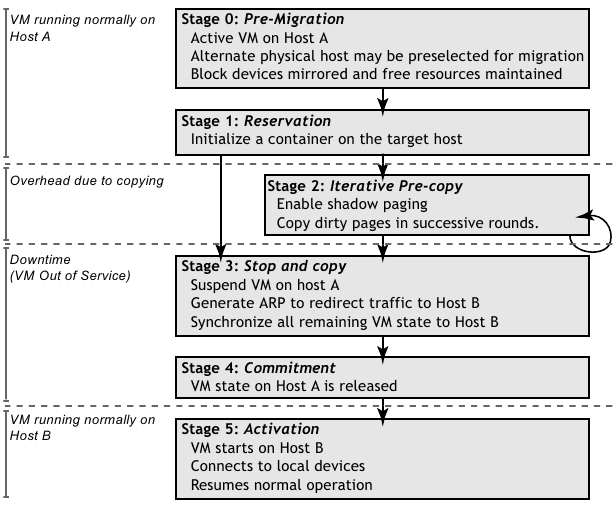 VM running normally on
Host A
Stage 0: Pre-Migration
Active VM on Host A
Alternate physical host may be preselected for migration
Block devices mirrored and free resources maintained
Stage 1: Reservation
Initialize a container on the target host
Overhead due to copying
Stage 2: Iterative Pre-copy
Enable shadow paging
Copy dirty pages in successive rounds.
Downtime
(VM Out of Service)
Stage 3: Stop and copy
Suspend VM on host A
Generate ARP to redirect traffic to Host B
Synchronize all remaining VM state to Host B
Stage 4: Commitment
VM state on Host A is released
VM running normally on
Host B
Stage 5: Activation
VM starts on Host B
Connects to local devices
Resumes normal operation